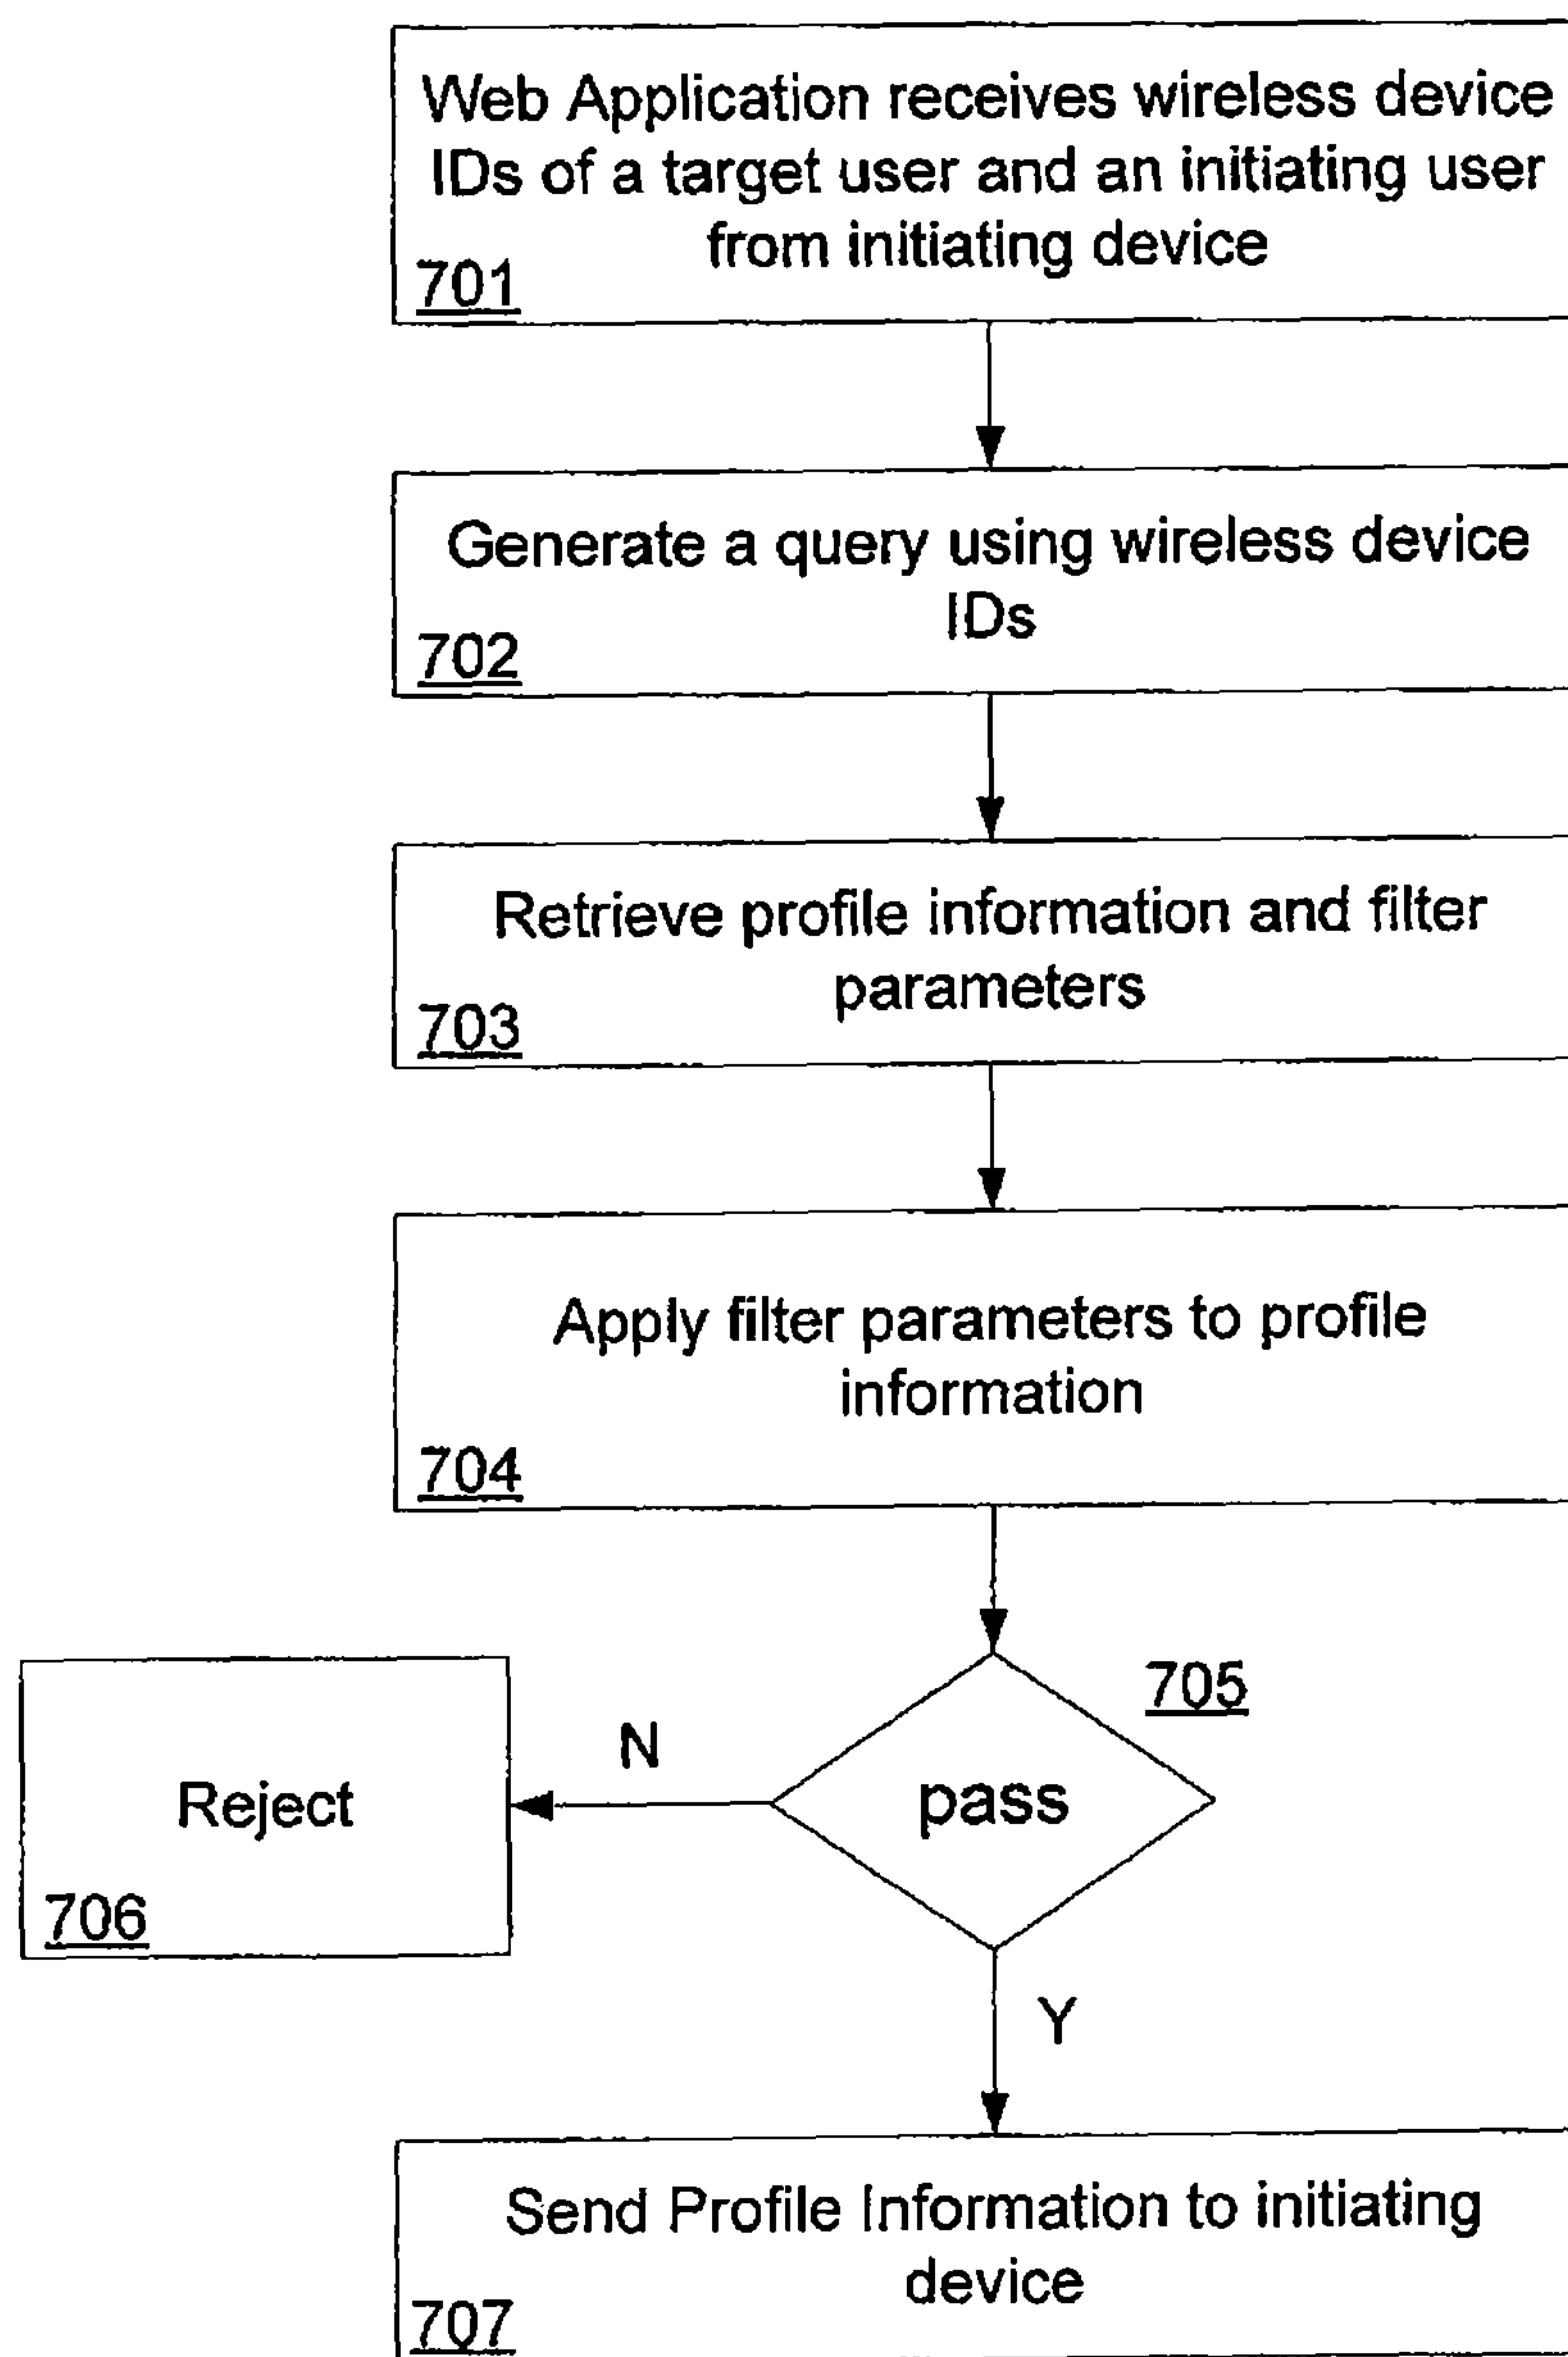 Web Application receives wireless device
IDs of a target user and an initiating user
from initiating device
701
Generate a query using wireless device
IDs
702
Retrieve profile information and filter
parameters
703
Apply filter parameters to profile
information
704
705
N
pass
Reject
706
Y
Send Profile Information to initiating
device
707